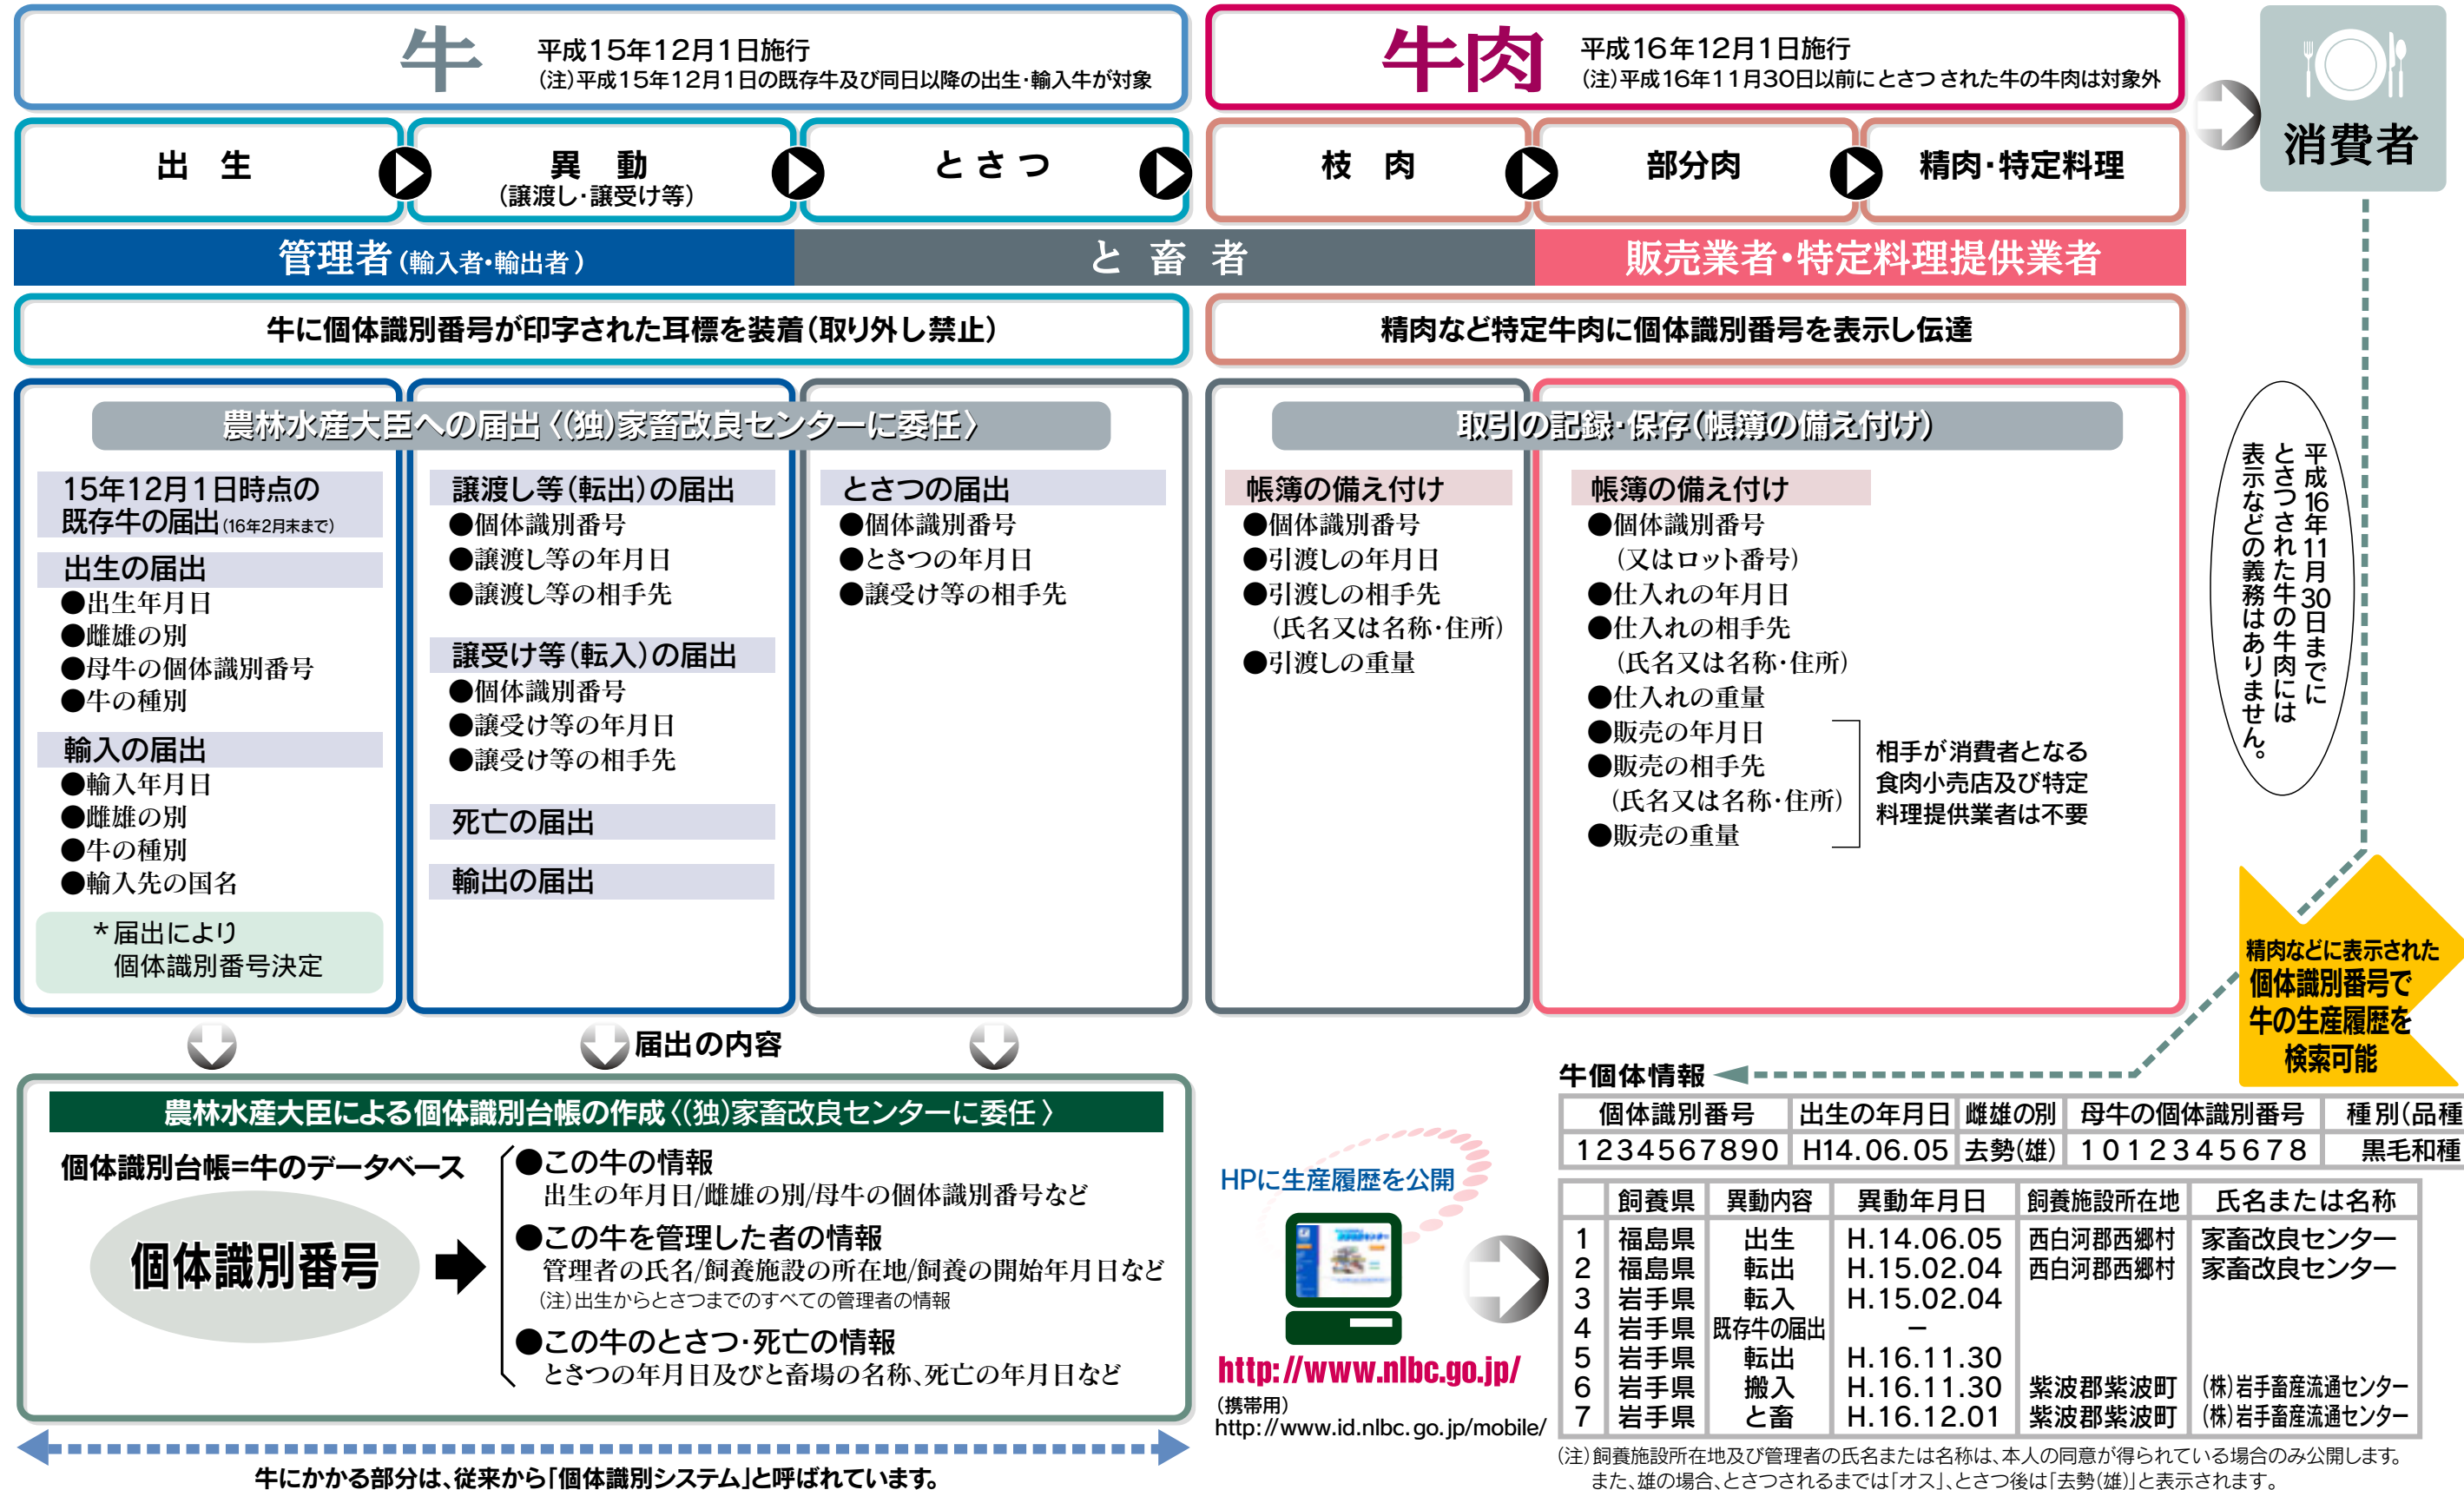 牛
平成15年12月1日施行
(注)平成15年12月1日の既存牛及び同日以降の出生・輸入牛が対象
牛肉
平成16年12月1日施行
(注)平成16年11月30日以前にとさつ された牛の牛肉は対象外
消費者
出 生
異 動
(譲渡し・譲受け等)
とさつ
枝 肉
部分肉
精肉・特定料理
管理者(輸入者・輸出者)
と 畜 者
販売業者・特定料理提供業者
牛に個体識別番号が印字された耳標を装着(取り外し禁止)
精肉など特定牛肉に個体識別番号を表示し伝達
農林水産大臣への届出〈(独)家畜改良センターに委任〉
15年12月1日時点の
既存牛の届出(16年2月末まで)
出生の届出
●出生年月日
●雌雄の別
●母牛の個体識別番号
●牛の種別
輸入の届出
●輸入年月日
●雌雄の別
●牛の種別
●輸入先の国名
*届出により
個体識別番号決定
譲渡し等(転出)の届出
●個体識別番号
●譲渡し等の年月日
●譲渡し等の相手先
譲受け等(転入)の届出
●個体識別番号
●譲受け等の年月日
●譲受け等の相手先
死亡の届出
輸出の届出
とさつの届出
●個体識別番号
●とさつの年月日
●譲受け等の相手先
取引の記録・保存(帳簿の備え付け)
帳簿の備え付け
●個体識別番号
●引渡しの年月日
●引渡しの相手先
(氏名又は名称・住所)
●引渡しの重量
帳簿の備え付け
●個体識別番号
(又はロット番号)
●仕入れの年月日
●仕入れの相手先
(氏名又は名称・住所)
●仕入れの重量
●販売の年月日
●販売の相手先
(氏名又は名称・住所)
●販売の重量
相手が消費者となる
食肉小売店及び特定
料理提供業者は不要
平成16年11月30日までに
とさつされた牛の牛肉には
表示などの義務はありません。
精肉などに表示された
個体識別番号で
牛の生産履歴を
検索可能
届出の内容
農林水産大臣による個体識別台帳の作成〈(独)家畜改良センターに委任〉
個体識別台帳=牛のデータベース
個体識別番号
●この牛の情報
出生の年月日/雌雄の別/母牛の個体識別番号など
●この牛を管理した者の情報
管理者の氏名/飼養施設の所在地/飼養の開始年月日など
(注)出生からとさつまでのすべての管理者の情報
●この牛のとさつ・死亡の情報
とさつの年月日及びと畜場の名称、死亡の年月日など
牛にかかる部分は、従来から「個体識別システム」と呼ばれています。
HPに生産履歴を公開
http://www.nlbc.go.jp/
(携帯用)
http://www.id.nlbc.go.jp/mobile/
牛個体情報
個体識別番号 出生の年月日 雌雄の別 母牛の個体識別番号 種別(品種
1234567890 H14.06.05 去勢(雄) 1012345678 黒毛和種
飼養県 異動内容 異動年月日 飼養施設所在地 氏名または名称
1 福島県 出生 H.14.06.05 西白河郡西郷村 家畜改良センター
2 福島県 転出 H.15.02.04 西白河郡西郷村 家畜改良センター
3 岩手県 転入 H.15.02.04
4 岩手県 既存牛の届出 −
5 岩手県 転出 H.16.11.30
6 岩手県 搬入 H.16.11.30 紫波郡紫波町 (株)岩手畜産流通センター
7 岩手県 と畜 H.16.12.01 紫波郡紫波町 (株)岩手畜産流通センター
(注)飼養施設所在地及び管理者の氏名または名称は、本人の同意が得られている場合のみ公開します。
また、雄の場合、とさつされるまでは「オス」、とさつ後は「去勢(雄)」と表示されます。